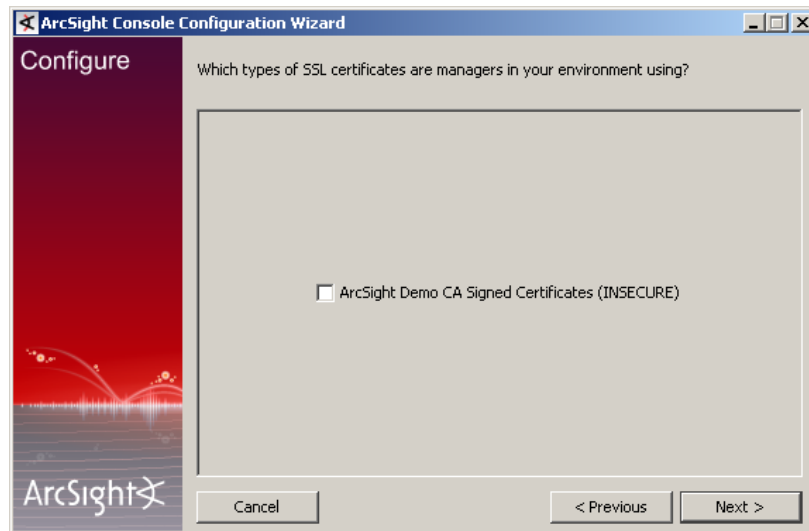 ArcSight Console Configuration Wizard
Configure
Which types of SSL certificates are managers in your environment using?
ArcSight Demo CA Signed Certificates (INSECURE)
ArcSight
Cancel
< Previous
Next >